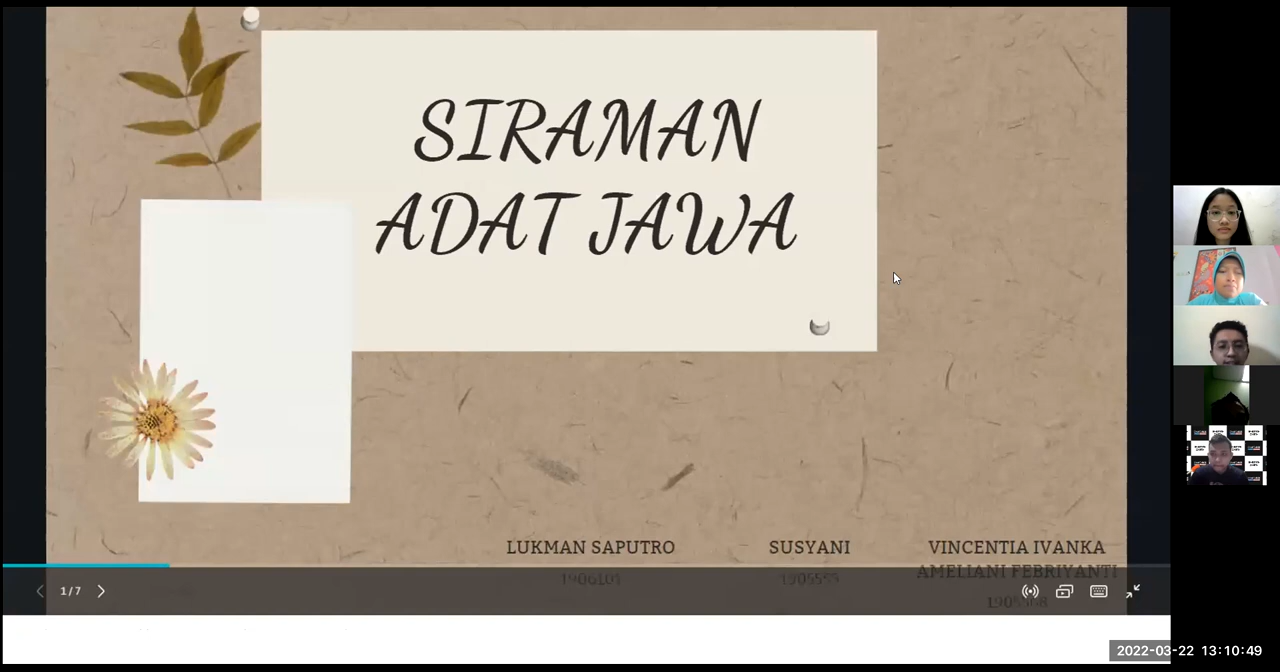 SIRAMAN
ADAT JAWA
LUKMAN SAPUTRO
SUSYANI
VINCENTIA IVANKA
AMELIANI FEBRIYANTI
1/7
2022-03-22 13:10:49